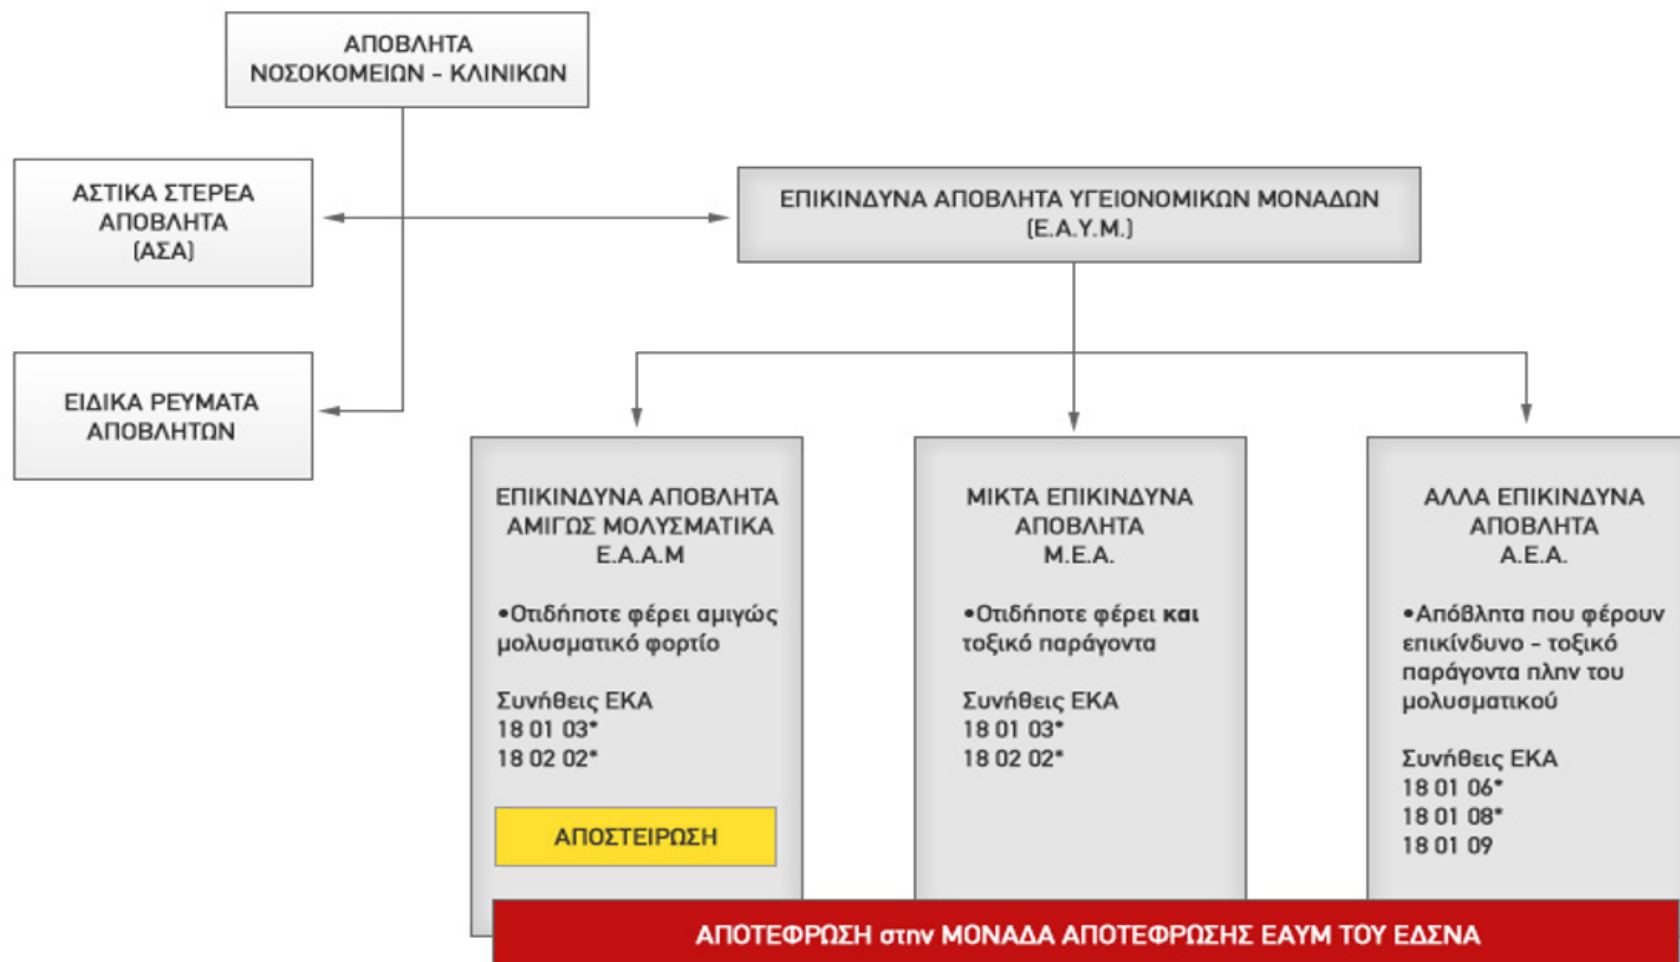 ΑΠΟΒΛΗΤΑ
ΝΟΣΟΚΟΜΕΙΩΝ - ΚΛΙΝΙΚΩΝ
ΑΣΤΙΚΑ ΣΤΕΡΕΑ
ΑΠΟΒΛΗΤΑ
(ΑΣΑ)
ΕΠΙΚΙΝΔΥΝΑ ΑΠΟΒΛΗΤΑ ΥΓΕΙΟΝΟΜΙΚΩΝ ΜΟΝΑΔΩΝ
(Ε.Α.Υ.Μ.)
ΕΙΔΙΚΑ ΡΕΥΜΑΤΑ
ΑΠΟΒΛΗΤΩΝ
ΕΠΙΚΙΝΔΥΝΑ ΑΠΟΒΛΗΤΑ
ΑΜΙΓΩΣ ΜΟΛΥΣΜΑΤΙΚΑ
Ε.Α.Α.Μ
•Οτιδήποτε φέρει αμιγώς
μολυσματικό φορτίο
Συνήθεις ΕΚΑ
18 01 03*
18 02 02*
ΑΠΟΣΤΕΙΡΩΣΗ
ΜΙΚΤΑ ΕΠΙΚΙΝΔΥΝΑ
ΑΠΟΒΛΗΤΑ
Μ.Ε.Α.
•Οτιδήποτε φέρει και
τοξικό παράγοντα
Συνήθεις ΕΚΑ
18 01 03*
18 02 02*
ΑΛΛΑ ΕΠΙΚΙΝΔΥΝΑ
ΑΠΟΒΛΗΤΑ
Α.Ε.Α.
•Απόβλητα που φέρουν
επικίνδυνο - τοξικό
παράγοντα πλην του
μολυσματικού
Συνήθεις ΕΚΑ
18 01 06*
18 01 08*
18 01 09
ΑΠΟΤΕΦΡΩΣΗ στην ΜΟΝΑΔΑ ΑΠΟΤΕΦΡΩΣΗΣ ΕΑΥΜ ΤΟΥ ΕΔΣΝΑ